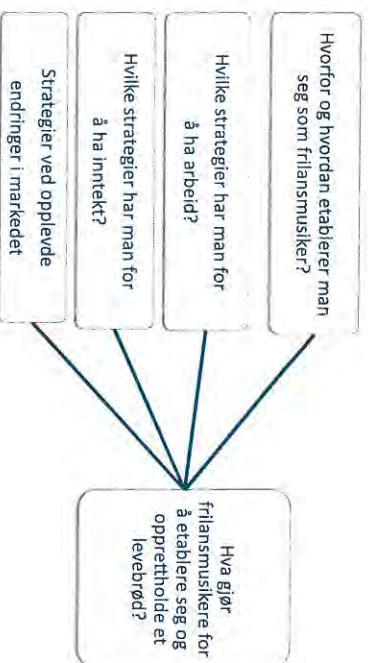 Hvorfor og hvordan etablerer man
seg som frilansmusiker?
Hvilke strategier har man for
å ha arbeid?
Hvilke strategier har man for
å ha inntekt?
Strategier ved opplevde
endringer i markedet
Hva gjør
frilansmusikere for
å etablere seg og
opprettholde et
levebrød?